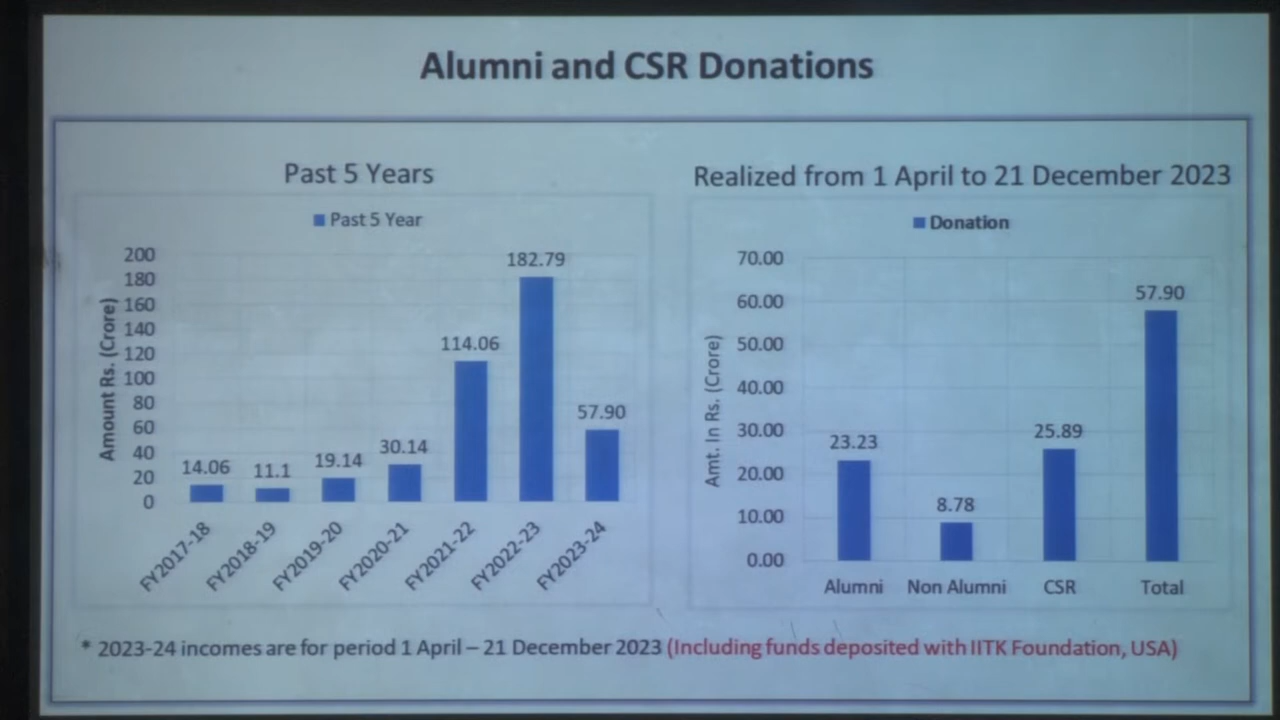 Alumni and CSR Donations
Past 5 Years
Past 5 Year
Amount Rs. (Crore)
200
180
160
140
120
100
80
60
40
20
0
14.06
11.1
19.14
30.14
114.06
182.79
57.90
FY2017-18
FY2018-19
FY2019-20
FY2020-21
FY2021-22
FY2022-23
FY2023-24
Realized from 1 April to 21 December 2023
Donation
Amt. In Rs. (Crore)
70.00
60.00
50.00
40.00
30.00
20.00
10.00
0.00
23.23
8.78
25.89
57.90
Alumni
Non Alumni
CSR
Total
* 2023-24 incomes are for period 1 April – 21 December 2023 (Including funds deposited with IITK Foundation, USA)